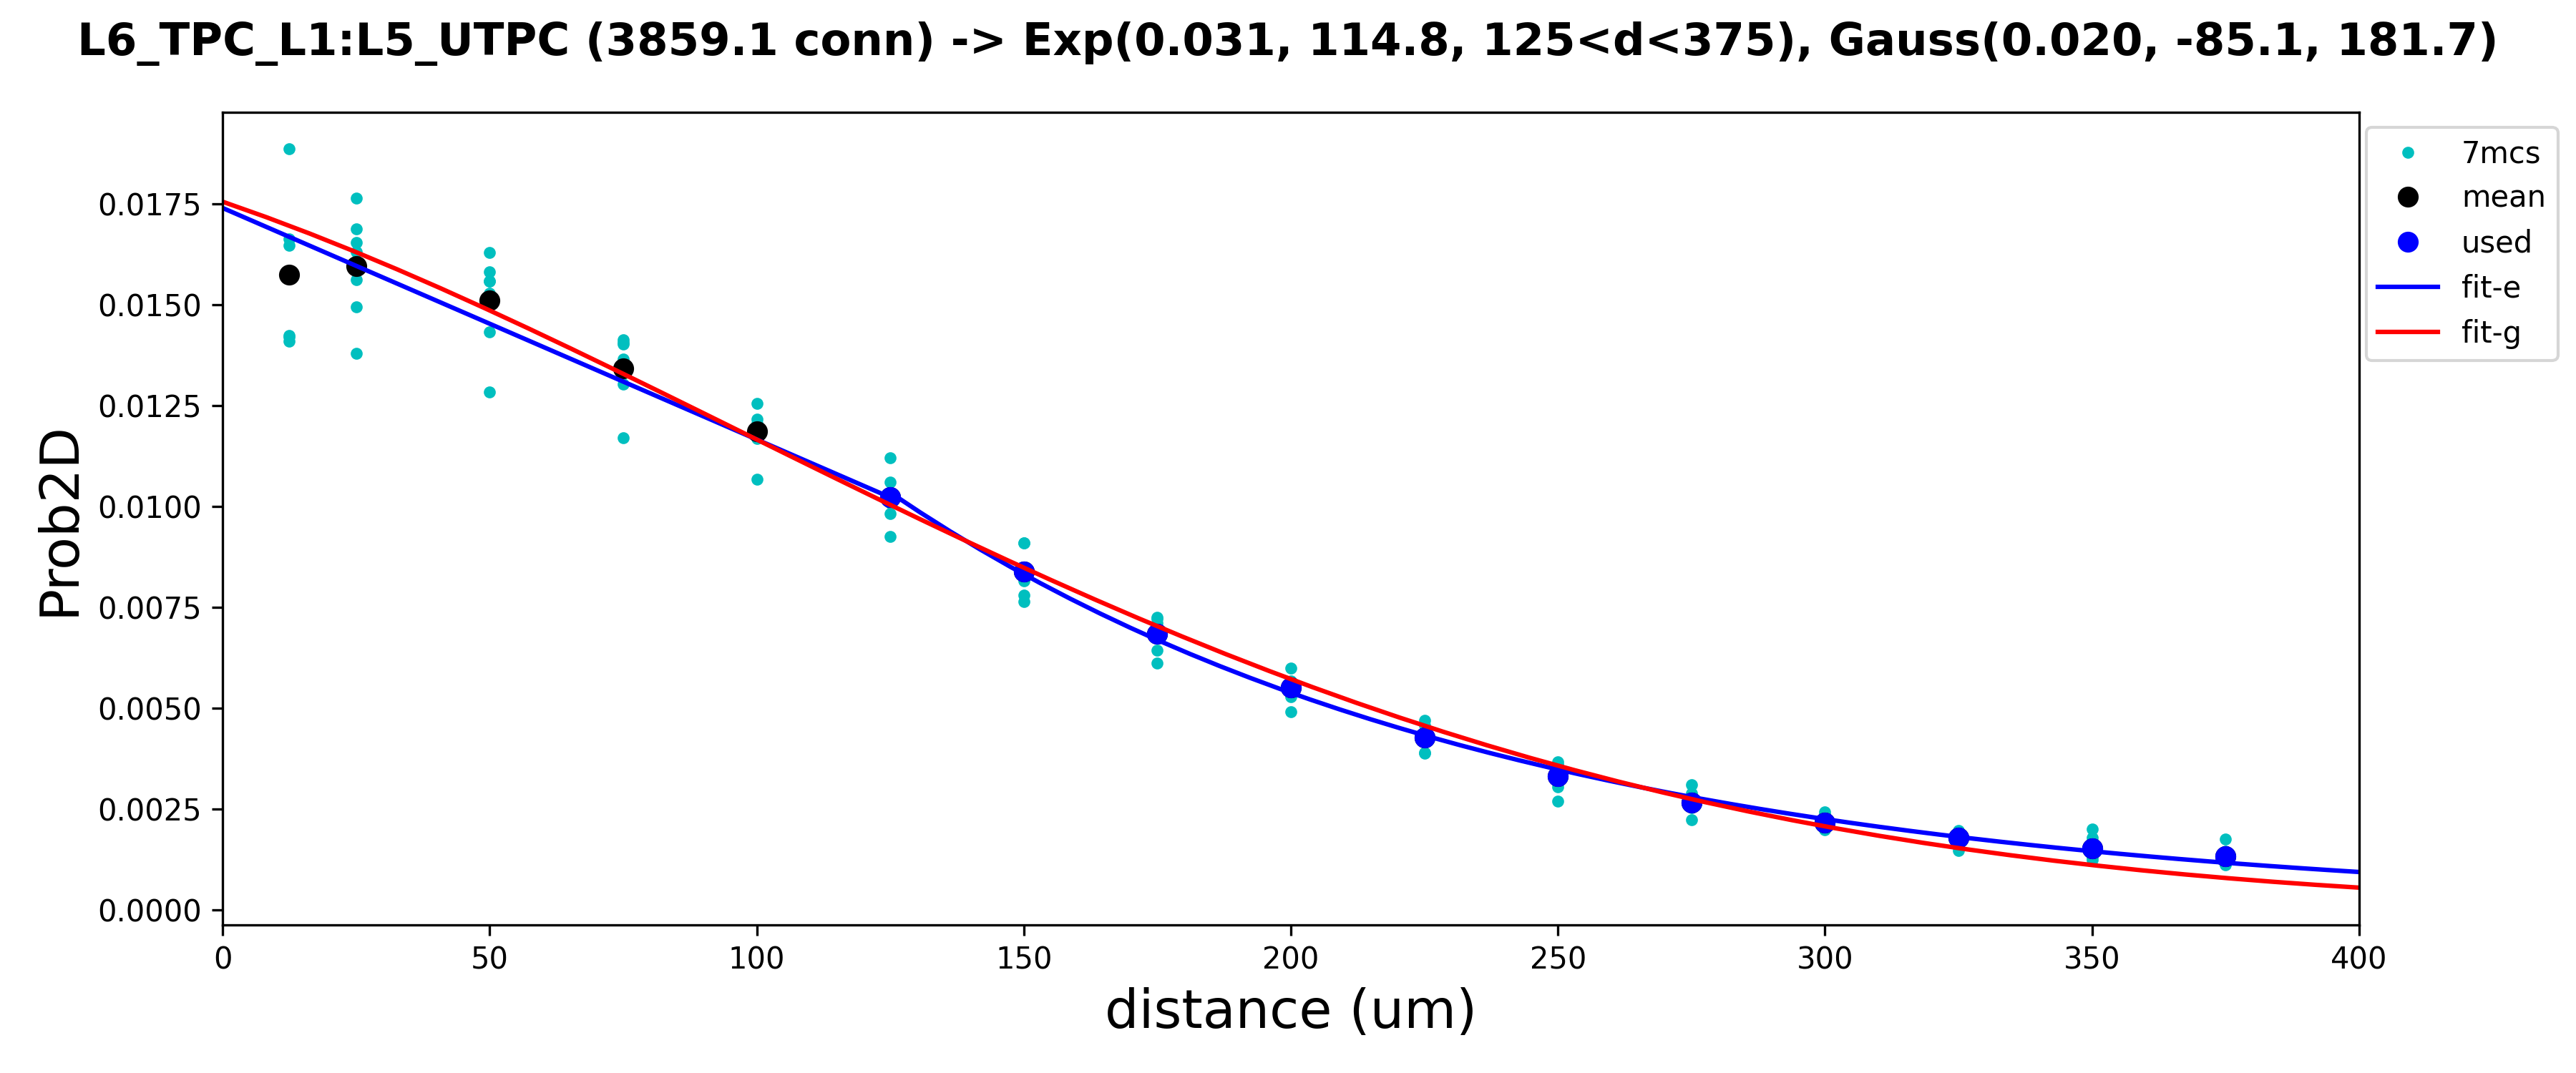 L6_TPC_L1:L5_UTPC (3859.1 conn) -> Exp(0.031, 114.8, 125<d<375), Gauss(0.020, -85.1, 181.7)
7mcs
mean
used
fit-e
fit-g
Prob2D
0.0175
0.0150
0.0125
0.0100
0.0075
0.0050
0.0025
0.0000
0 50 100 150 200 250 300 350 400
distance (um)